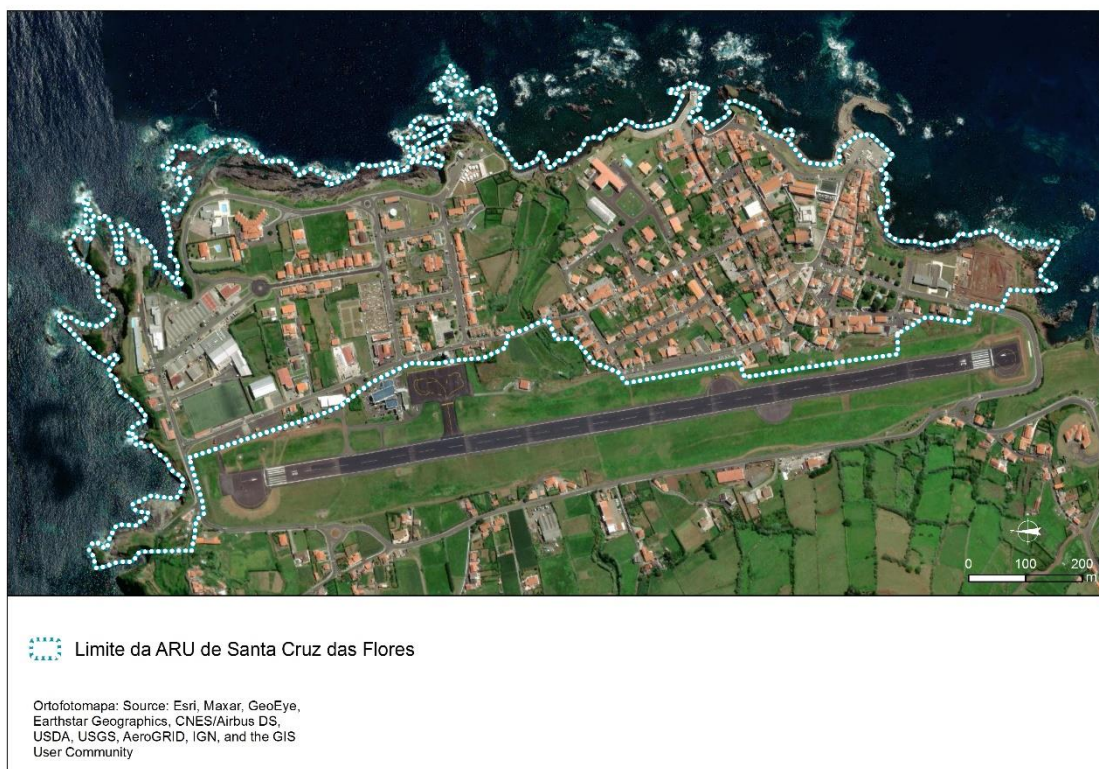 0 100 200
m
Limite da ARU de Santa Cruz das Flores
Ortofotomapa: Source: Esri, Maxar, GeoEye,
Earthstar Geographics, CNES/Airbus DS,
USDA, USGS, AeroGRID, IGN, and the GIS
User Community